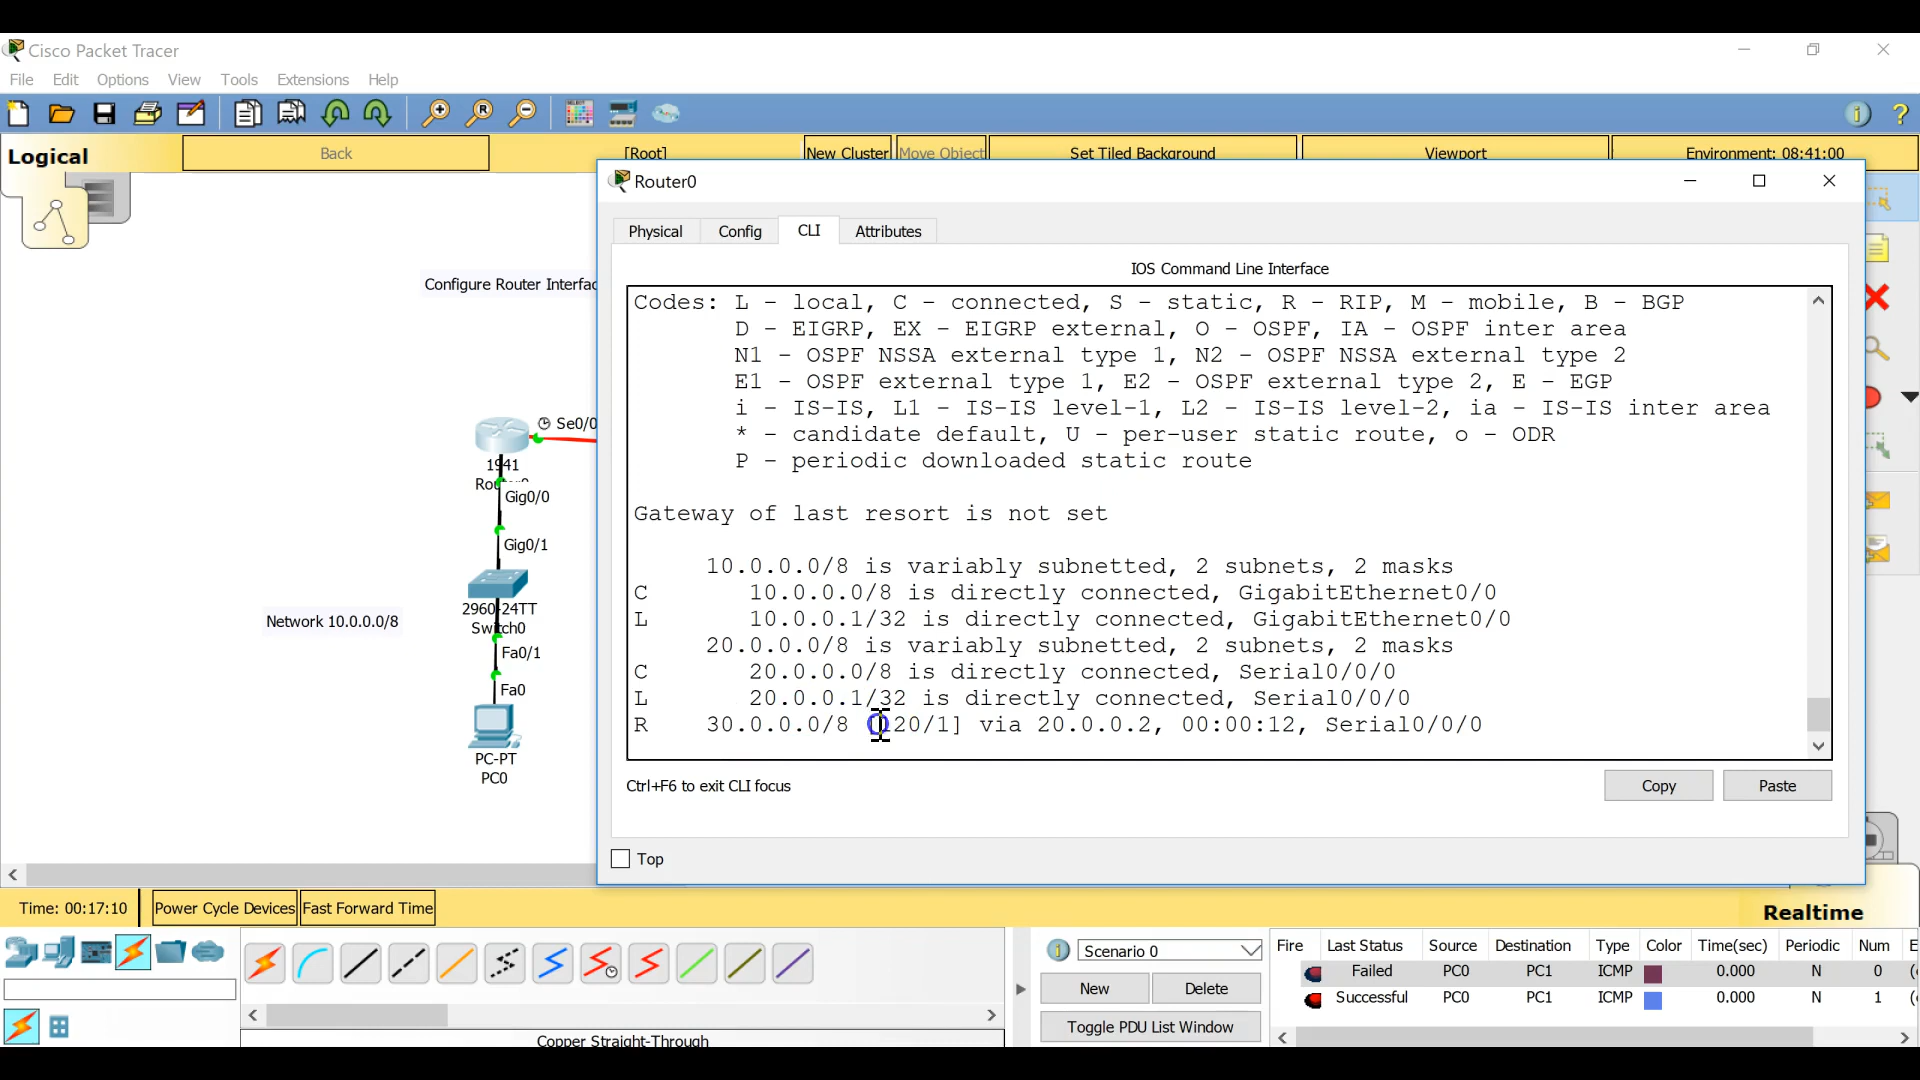 Cisco Packet Tracer
File Edit Options View Tools Extensions Help
Logical
Back
[Root]
New Cluster
Move Object
Set Tiled Background
Viewport
Environment: 08:41:00
Router0
Physical
Config
CLI
Attributes
IOS Command Line Interface
Codes: L - local, C - connected, S - static, R - RIP, M - mobile, B - BGP
D - EIGRP, EX - EIGRP external, O - OSPF, IA - OSPF inter area
N1 - OSPF NSSA external type 1, N2 - OSPF NSSA external type 2
E1 - OSPF external type 1, E2 - OSPF external type 2, E - EGP
i - IS-IS, L1 - IS-IS level-1, L2 - IS-IS level-2, ia - IS-IS inter area
* - candidate default, U - per-user static route, o - ODR
P - periodic downloaded static route
Gateway of last resort is not set
10.0.0.0/8 is variably subnetted, 2 subnets, 2 masks
C 10.0.0.0/8 is directly connected, GigabitEthernet0/0
L 10.0.0.1/32 is directly connected, GigabitEthernet0/0
20.0.0.0/8 is variably subnetted, 2 subnets, 2 masks
C 20.0.0.0/8 is directly connected, Serial0/0/0
L 20.0.0.1/32 is directly connected, Serial0/0/0
R 30.0.0.0/8 [120/1] via 20.0.0.2, 00:00:12, Serial0/0/0
Ctrl+F6 to exit CLI focus
Copy
Paste
Top
Configure Router Interfac
Se0/0
1941
Gig0/0
Gig0/1
2960-24TT
Switch0
Network 10.0.0.0/8
Fa0/1
Fa0
PC-PT
PC0
Time: 00:17:10
Power Cycle Devices
Fast Forward Time
Realtime
Copper Straight-Through
Scenario 0
New
Delete
Toggle PDU List Window
Fire Last Status Source Destination Type Color Time(sec) Periodic Num E
Failed PC0 PC1 ICMP 0.000 N 0 (
Successful PC0 PC1 ICMP 0.000 N 1 (